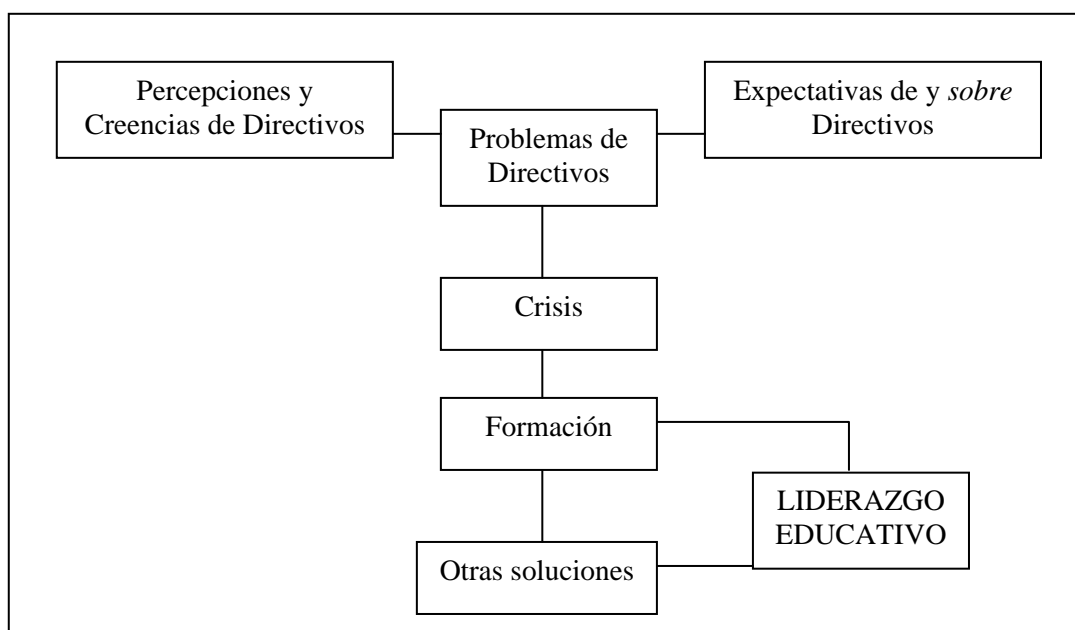 Percepciones y
Creencias de Directivos
Expectativas de y sobre
Directivos
Problemas de
Directivos
Crisis
Formación
LIDERAZGO
EDUCATIVO
Otras soluciones